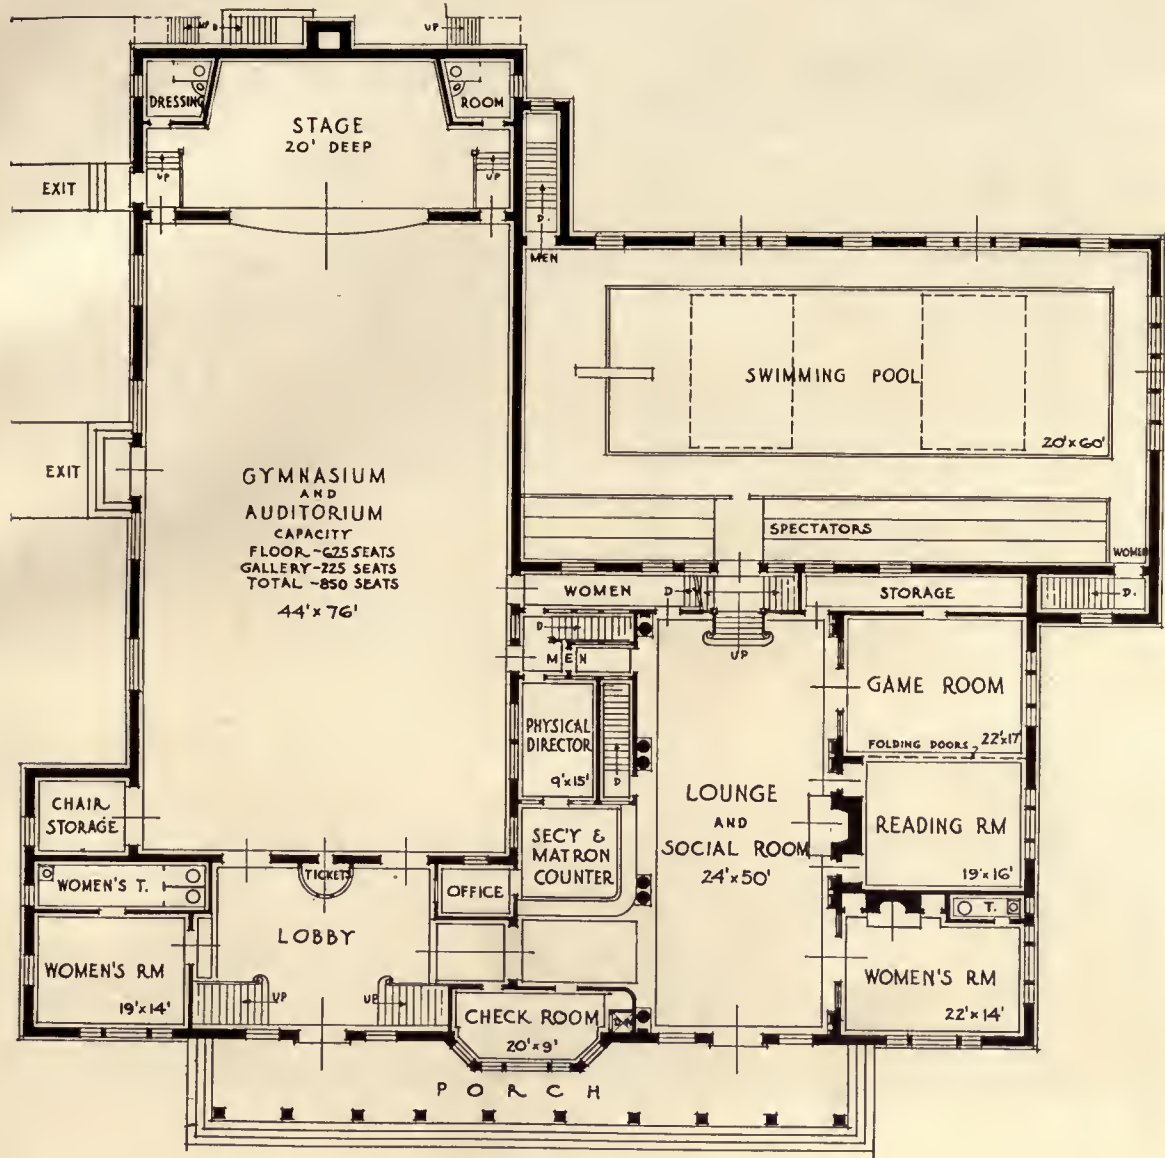 UP
D
UP
DRESSING
ROOM
STAGE
20' DEEP
UP
UP
EXIT
D.
MEN
SWIMMING POOL
20'x60'
EXIT
GYMNASIUM
AND
AUDITORIUM
CAPACITY
FLOOR-625 SEATS
GALLERY-225 SEATS
TOTAL -850 SEATS
44'x76'
SPECTATORS
WOMEN
WOMEN
D
STORAGE
D.
D
UP
MEN
GAME ROOM
FOLDING DOORS
22'x17'
PHYSICAL
DIRECTOR
9'x15'
D
LOUNGE
AND
SOCIAL ROOM
24'x50'
READING RM
19'x16'
CHAIR
STORAGE
SEC'Y &
MATRON
COUNTER
WOMEN'S T.
TICKETS
OFFICE
T.
LOBBY
WOMEN'S RM
19'x14'
WOMEN'S RM
22'x14'
UP
UP
CHECK ROOM
20'x9'
PORCH